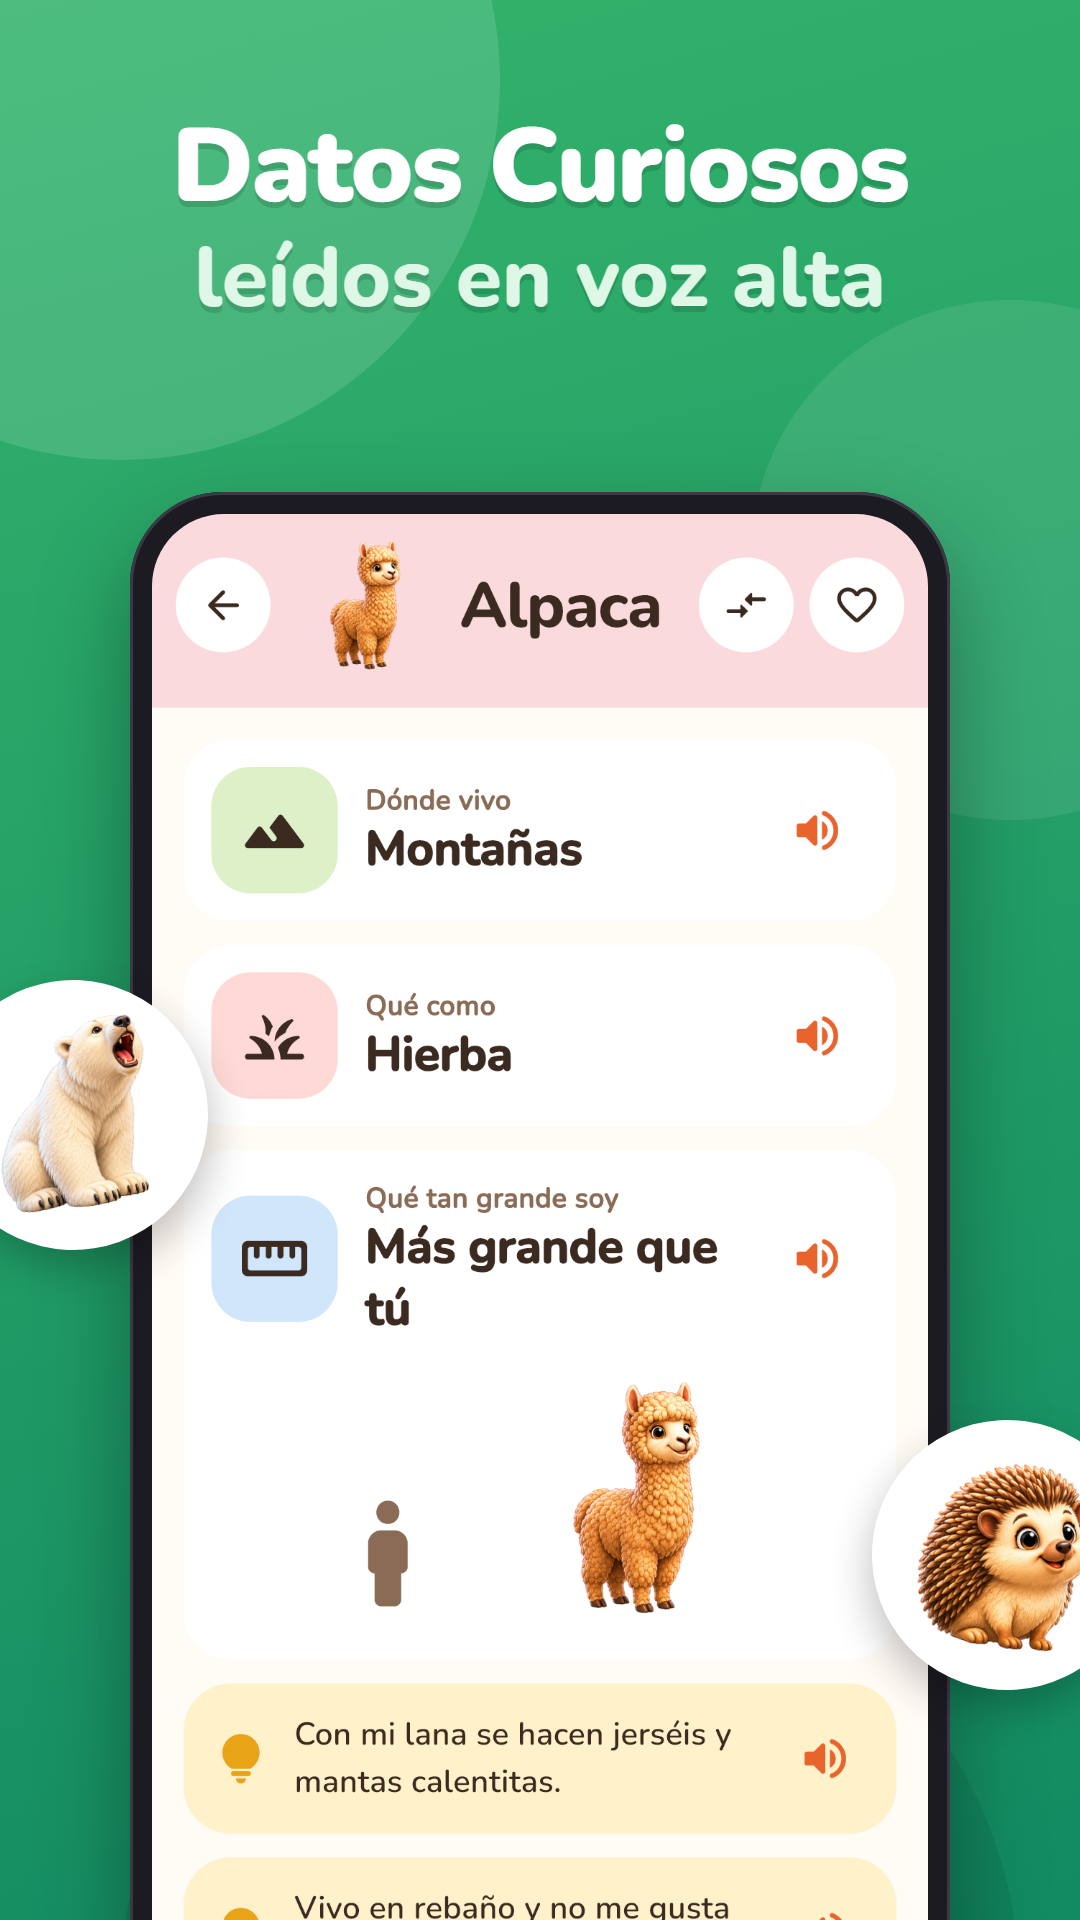 Datos Curiosos
leídos en voz alta
Alpaca
Dónde vivo
Montañas
Qué como
Hierba
Qué tan grande soy
Más grande que
tú
Con mi lana se hacen jerséis y
mantas calentitas.
Vivo en rebaño y no me gusta